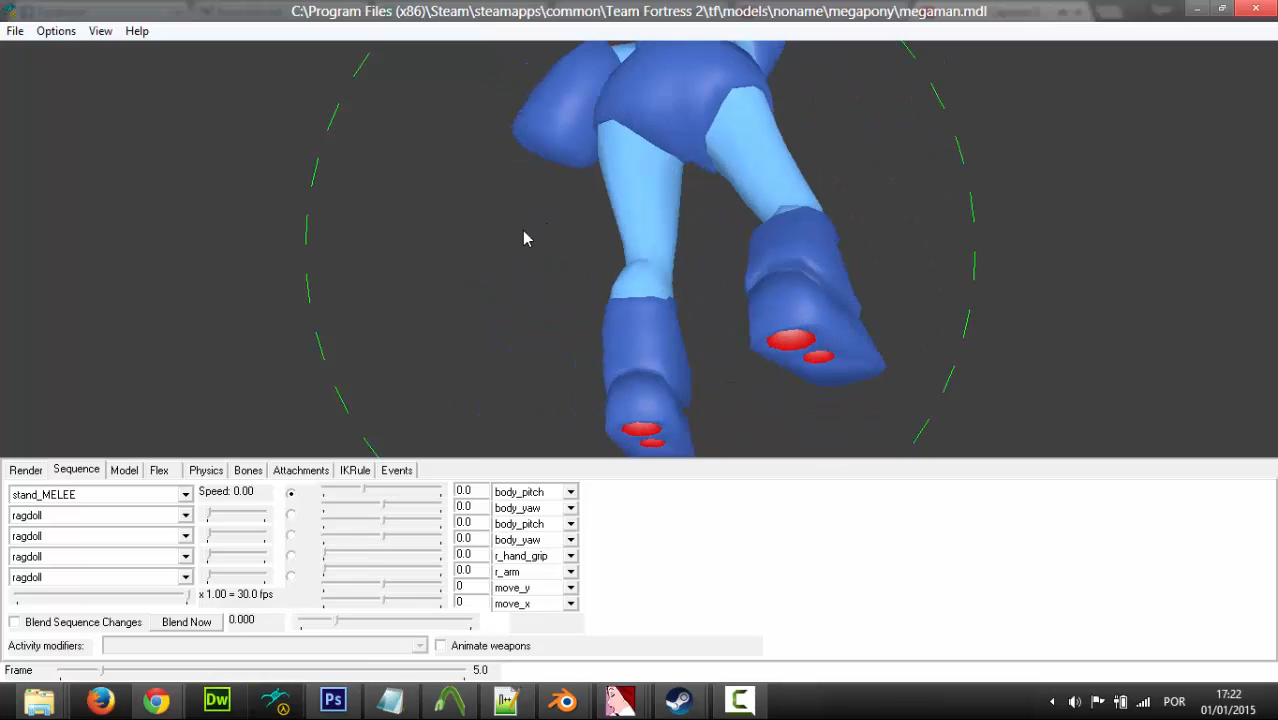 C:\Program Files (x86)\Steam\steamapps\common\Team Fortress 2\tf\models\noname\megapony\megaman.mdl
File Options View Help
Render Sequence Model Flex Physics Bones Attachments IKRule Events
stand_MELEE Speed: 0.00 0.0 body_pitch
0.0 body_yaw
ragdoll 0.0 body_pitch
ragdoll 0.0 body_yaw
ragdoll 0.0 r_hand_grip
ragdoll 0.0 r_arm
0 move_y
x 1.00 = 30.0 fps 0 move_x
Blend Sequence Changes Blend Now 0.000
Activity modifiers: Animate weapons
Frame 5.0
Dw Ps POR 17:22
01/01/2015